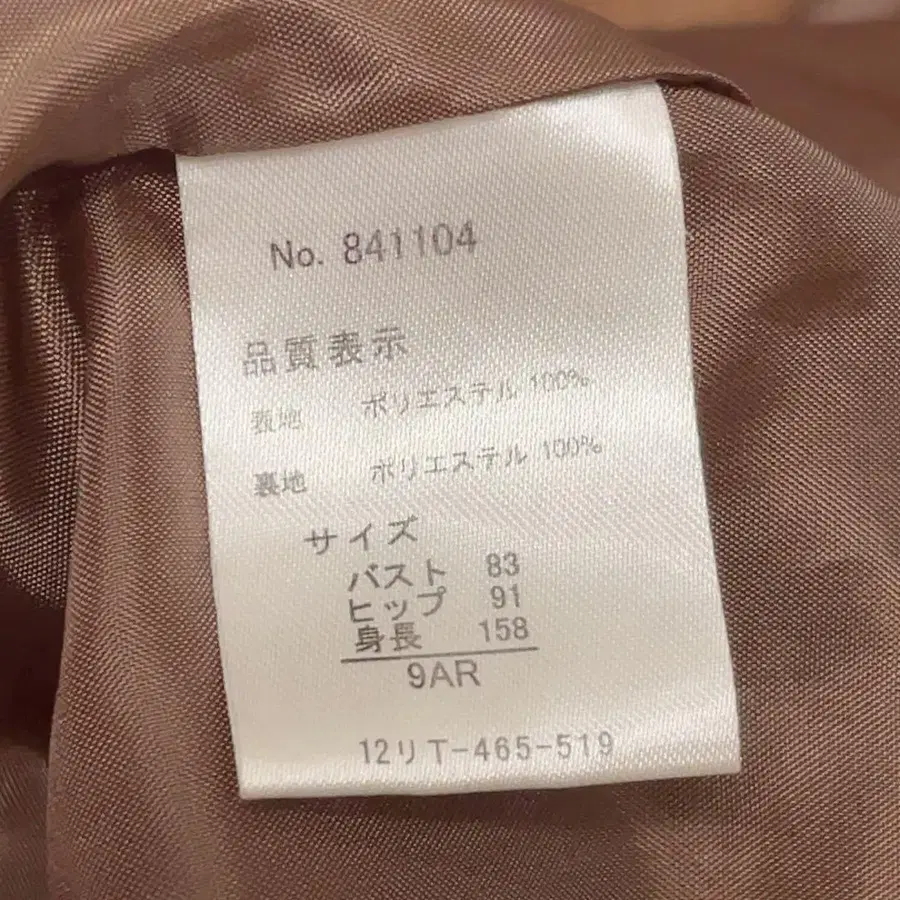 No. 841104
品質表示
表地 ポリエステル 100%
裏地 ポリエステル 100%
サイズ
バスト 83
ヒップ 91
身長 158
9AR
12リT-465-519